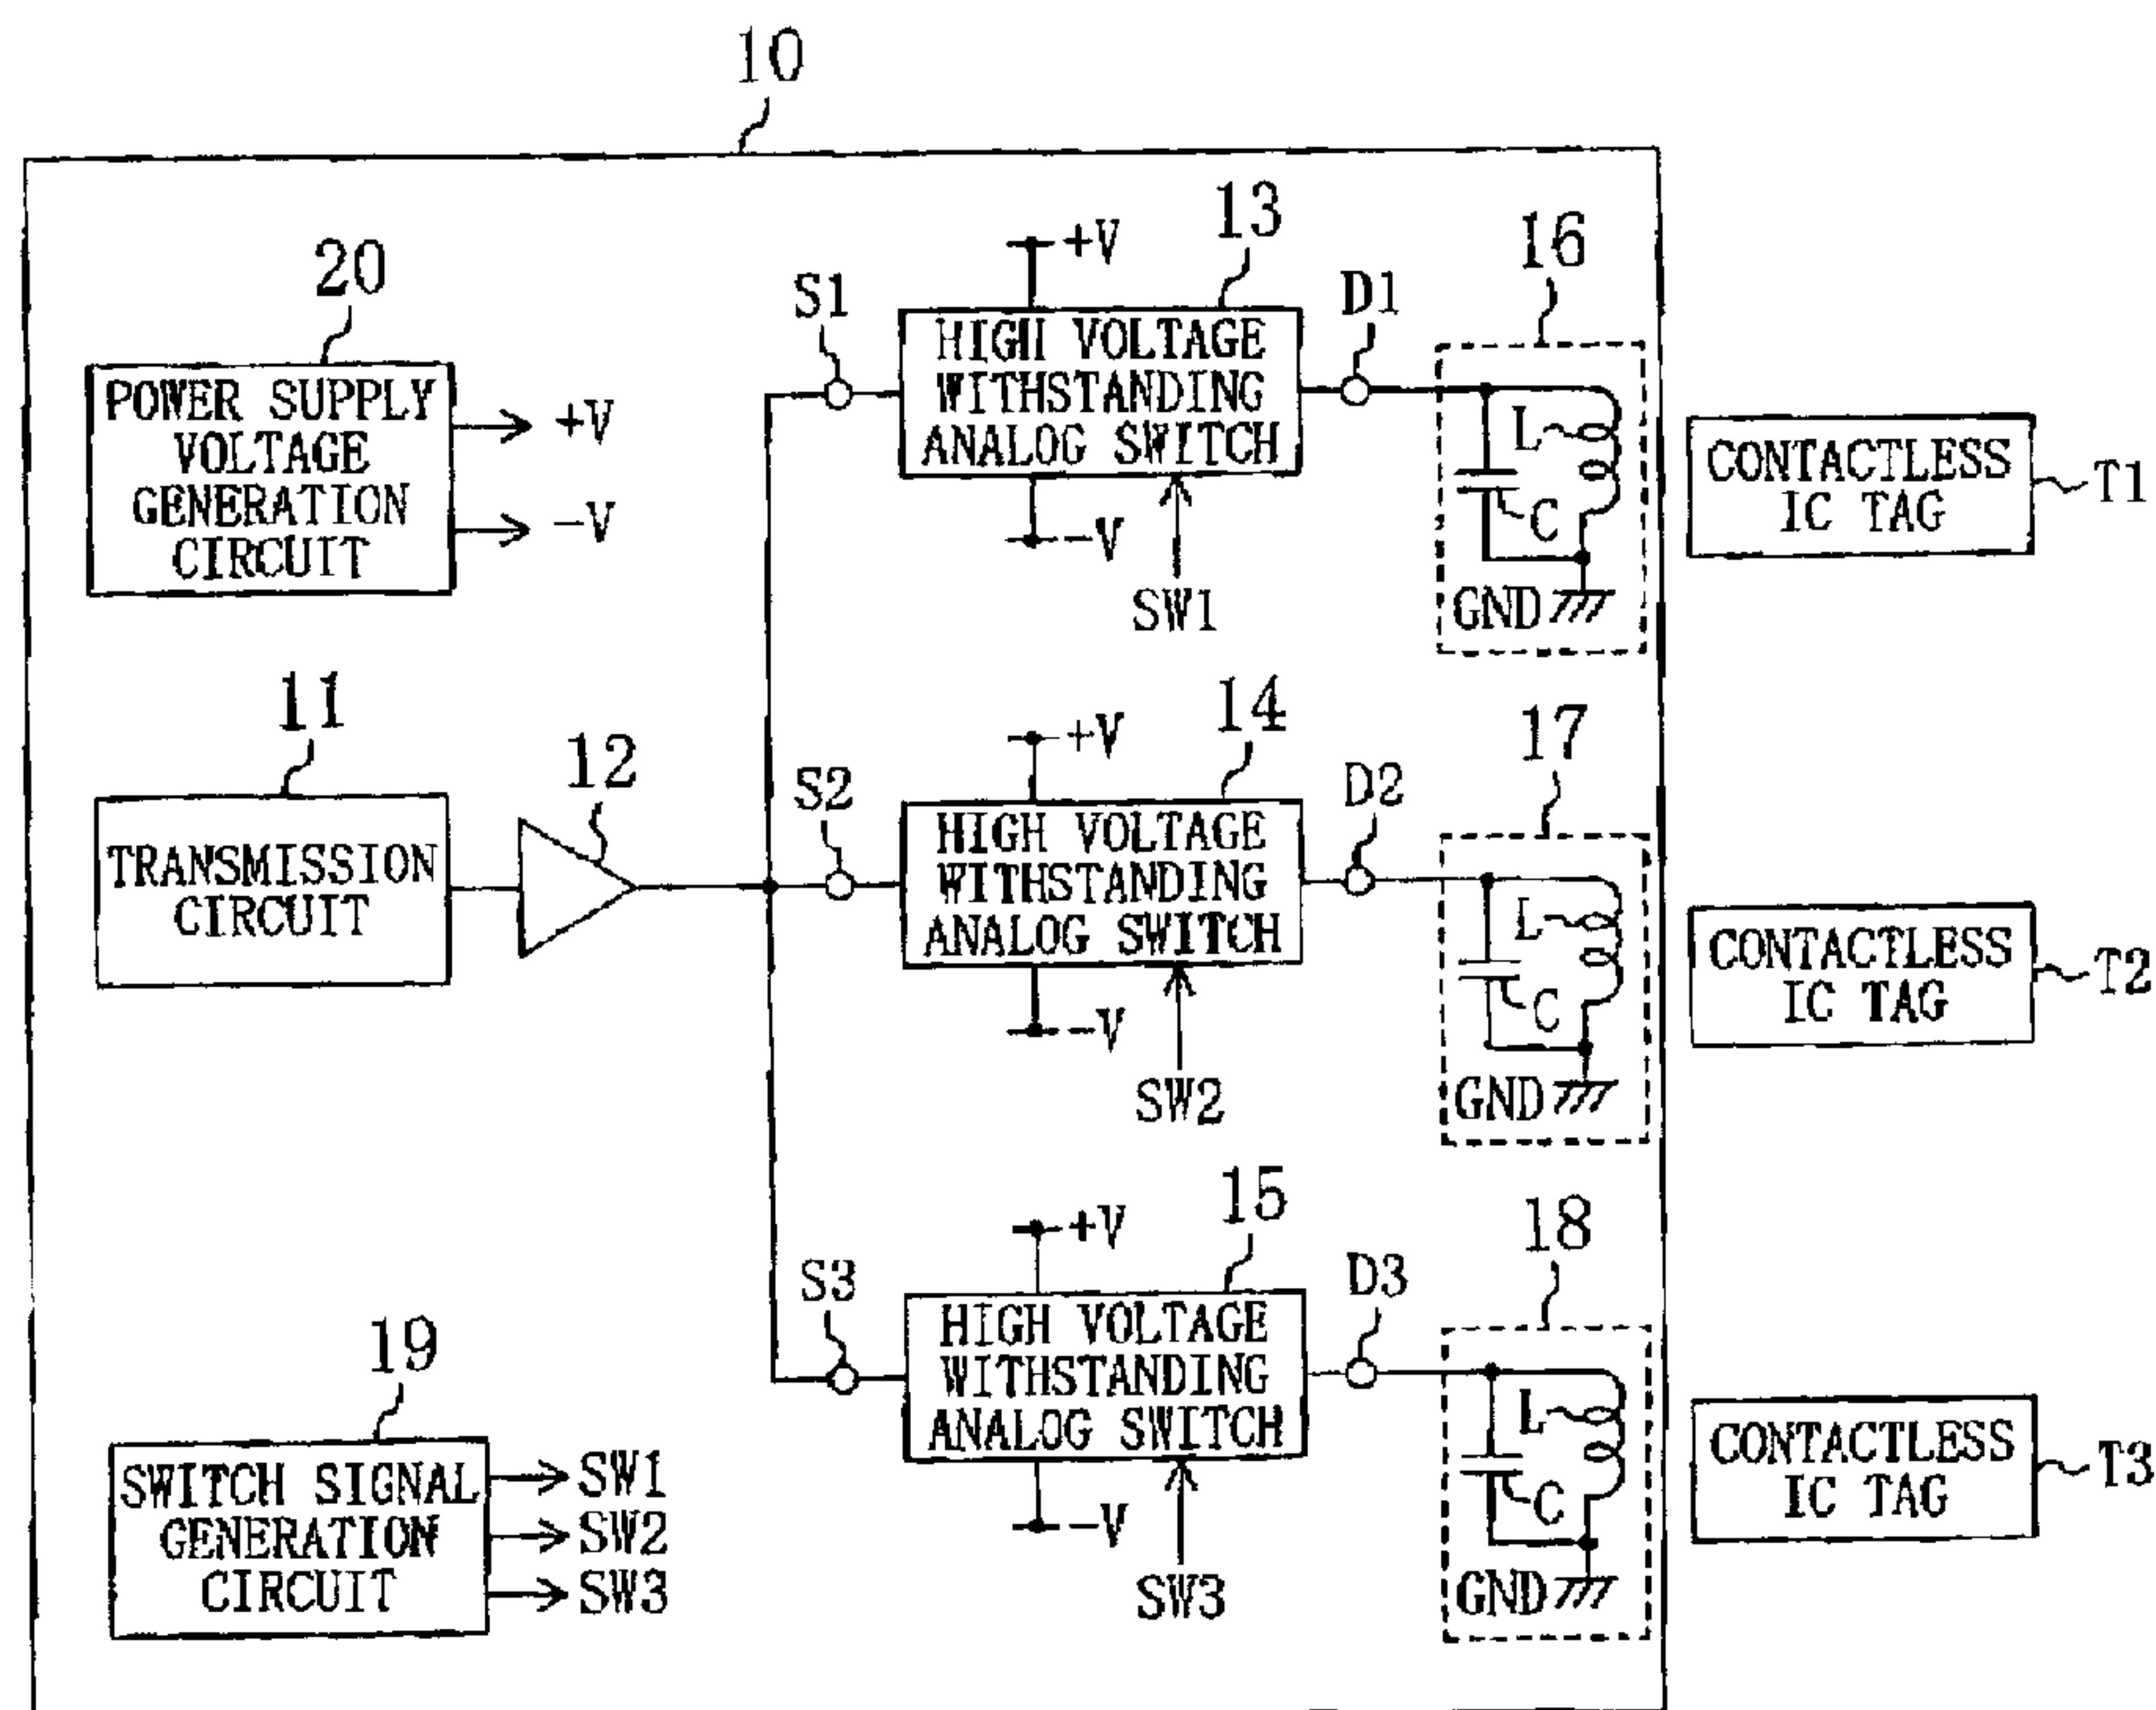 10
20
POWER SUPPLY
VOLTAGE
GENERATION
CIRCUIT
+V
-V
S1
+V
13
HIGH VOLTAGE
WITHSTANDING
ANALOG SWITCH
-V
SW1
D1
16
L
C
GND
CONTACTLESS
IC TAG
T1
11
TRANSMISSION
CIRCUIT
12
S2
+V
14
HIGH VOLTAGE
WITHSTANDING
ANALOG SWITCH
-V
SW2
D2
17
L
C
GND
CONTACTLESS
IC TAG
T2
19
SWITCH SIGNAL
GENERATION
CIRCUIT
SW1
SW2
SW3
S3
+V
15
HIGH VOLTAGE
WITHSTANDING
ANALOG SWITCH
-V
SW3
D3
18
L
C
GND
CONTACTLESS
IC TAG
T3